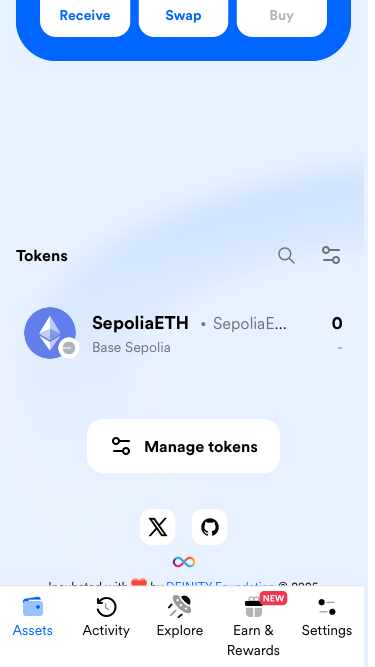 Receive Swap Buy
Tokens
SepoliaETH • SepoliaE... 0
Base Sepolia -
Manage tokens
Incubated with ❤️ by DFINITY Foundation © 2025
NEW
Assets Activity Explore Earn & Rewards Settings